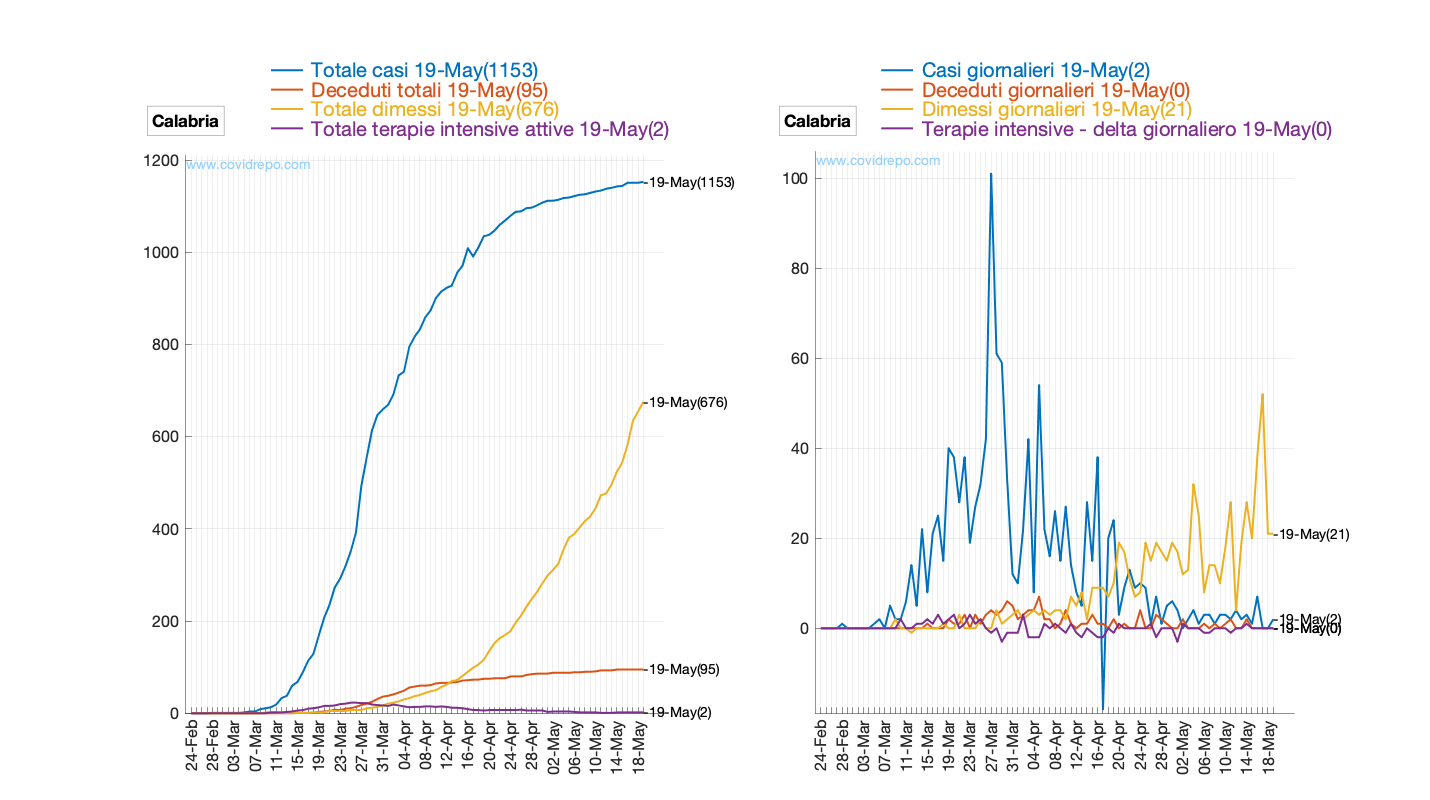 Totale casi 19-May(1153)
Deceduti totali 19-May(95)
Totale dimessi 19-May(676)
Totale terapie intensive attive 19-May(2)
Calabria
www.covidrepo.com
1200
1000
800
600
400
200
0
19-May(1153)
19-May(676)
19-May(95)
19-May(2)
24-Feb
28-Feb
03-Mar
07-Mar
11-Mar
15-Mar
19-Mar
23-Mar
27-Mar
31-Mar
04-Apr
08-Apr
12-Apr
16-Apr
20-Apr
24-Apr
28-Apr
02-May
06-May
10-May
14-May
18-May
Casi giornalieri 19-May(2)
Deceduti giornalieri 19-May(0)
Dimessi giornalieri 19-May(21)
Terapie intensive - delta giornaliero 19-May(0)
Calabria
www.covidrepo.com
100
80
60
40
20
0
19-May(21)
19-May(2)
19-May(0)
24-Feb
28-Feb
03-Mar
07-Mar
11-Mar
15-Mar
19-Mar
23-Mar
27-Mar
31-Mar
04-Apr
08-Apr
12-Apr
16-Apr
20-Apr
24-Apr
28-Apr
02-May
06-May
10-May
14-May
18-May